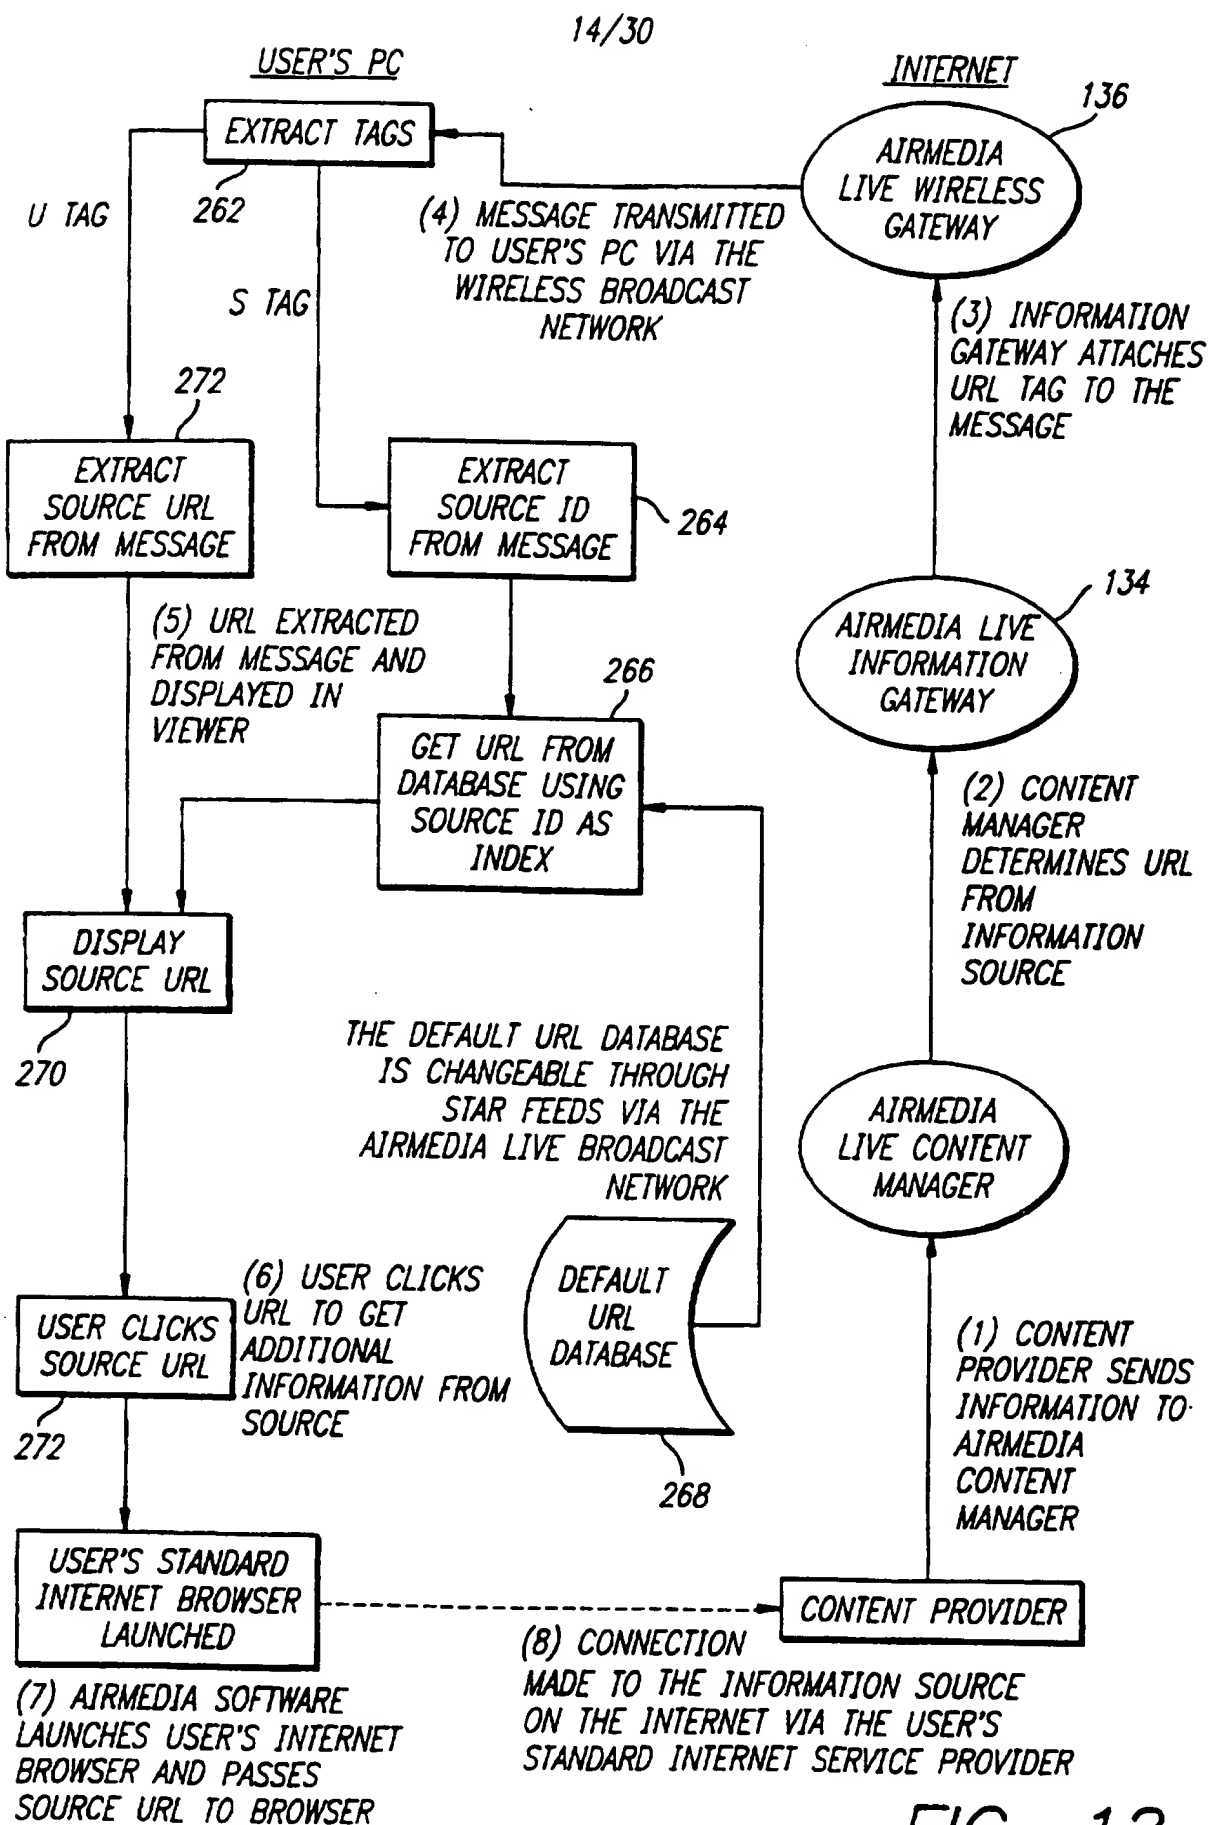 14/30
USER'S PC
INTERNET
136
EXTRACT TAGS
262
U TAG
S TAG
AIRMEDIA
LIVE WIRELESS
GATEWAY
(4) MESSAGE TRANSMITTED
TO USER'S PC VIA THE
WIRELESS BROADCAST
NETWORK
(3) INFORMATION
GATEWAY ATTACHES
URL TAG TO THE
MESSAGE
272
EXTRACT
SOURCE URL
FROM MESSAGE
EXTRACT
SOURCE ID
FROM MESSAGE
264
134
AIRMEDIA LIVE
INFORMATION
GATEWAY
(5) URL EXTRACTED
FROM MESSAGE AND
DISPLAYED IN
VIEWER
266
GET URL FROM
DATABASE USING
SOURCE ID AS
INDEX
(2) CONTENT
MANAGER
DETERMINES URL
FROM
INFORMATION
SOURCE
DISPLAY
SOURCE URL
270
THE DEFAULT URL DATABASE
IS CHANGEABLE THROUGH
STAR FEEDS VIA THE
AIRMEDIA LIVE BROADCAST
NETWORK
AIRMEDIA
LIVE CONTENT
MANAGER
DEFAULT
URL
DATABASE
268
(6) USER CLICKS
URL TO GET
ADDITIONAL
INFORMATION FROM
SOURCE
USER CLICKS
SOURCE URL
272
(1) CONTENT
PROVIDER SENDS
INFORMATION TO
AIRMEDIA
CONTENT
MANAGER
USER'S STANDARD
INTERNET BROWSER
LAUNCHED
CONTENT PROVIDER
(7) AIRMEDIA SOFTWARE
LAUNCHES USER'S INTERNET
BROWSER AND PASSES
SOURCE URL TO BROWSER
(8) CONNECTION
MADE TO THE INFORMATION SOURCE
ON THE INTERNET VIA THE USER'S
STANDARD INTERNET SERVICE PROVIDER